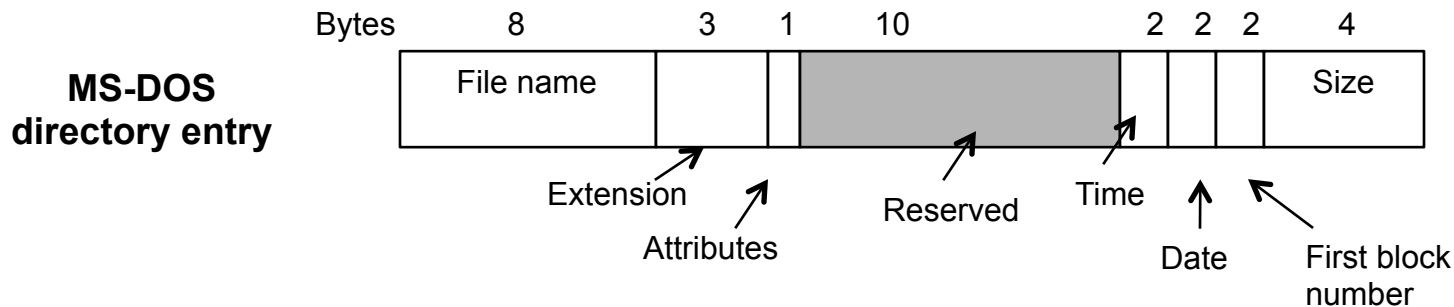 Bytes 8 3 1 10 2 2 2 4
MS-DOS
directory entry
File name
Size
Extension
Attributes
Reserved
Time
Date
First block
number